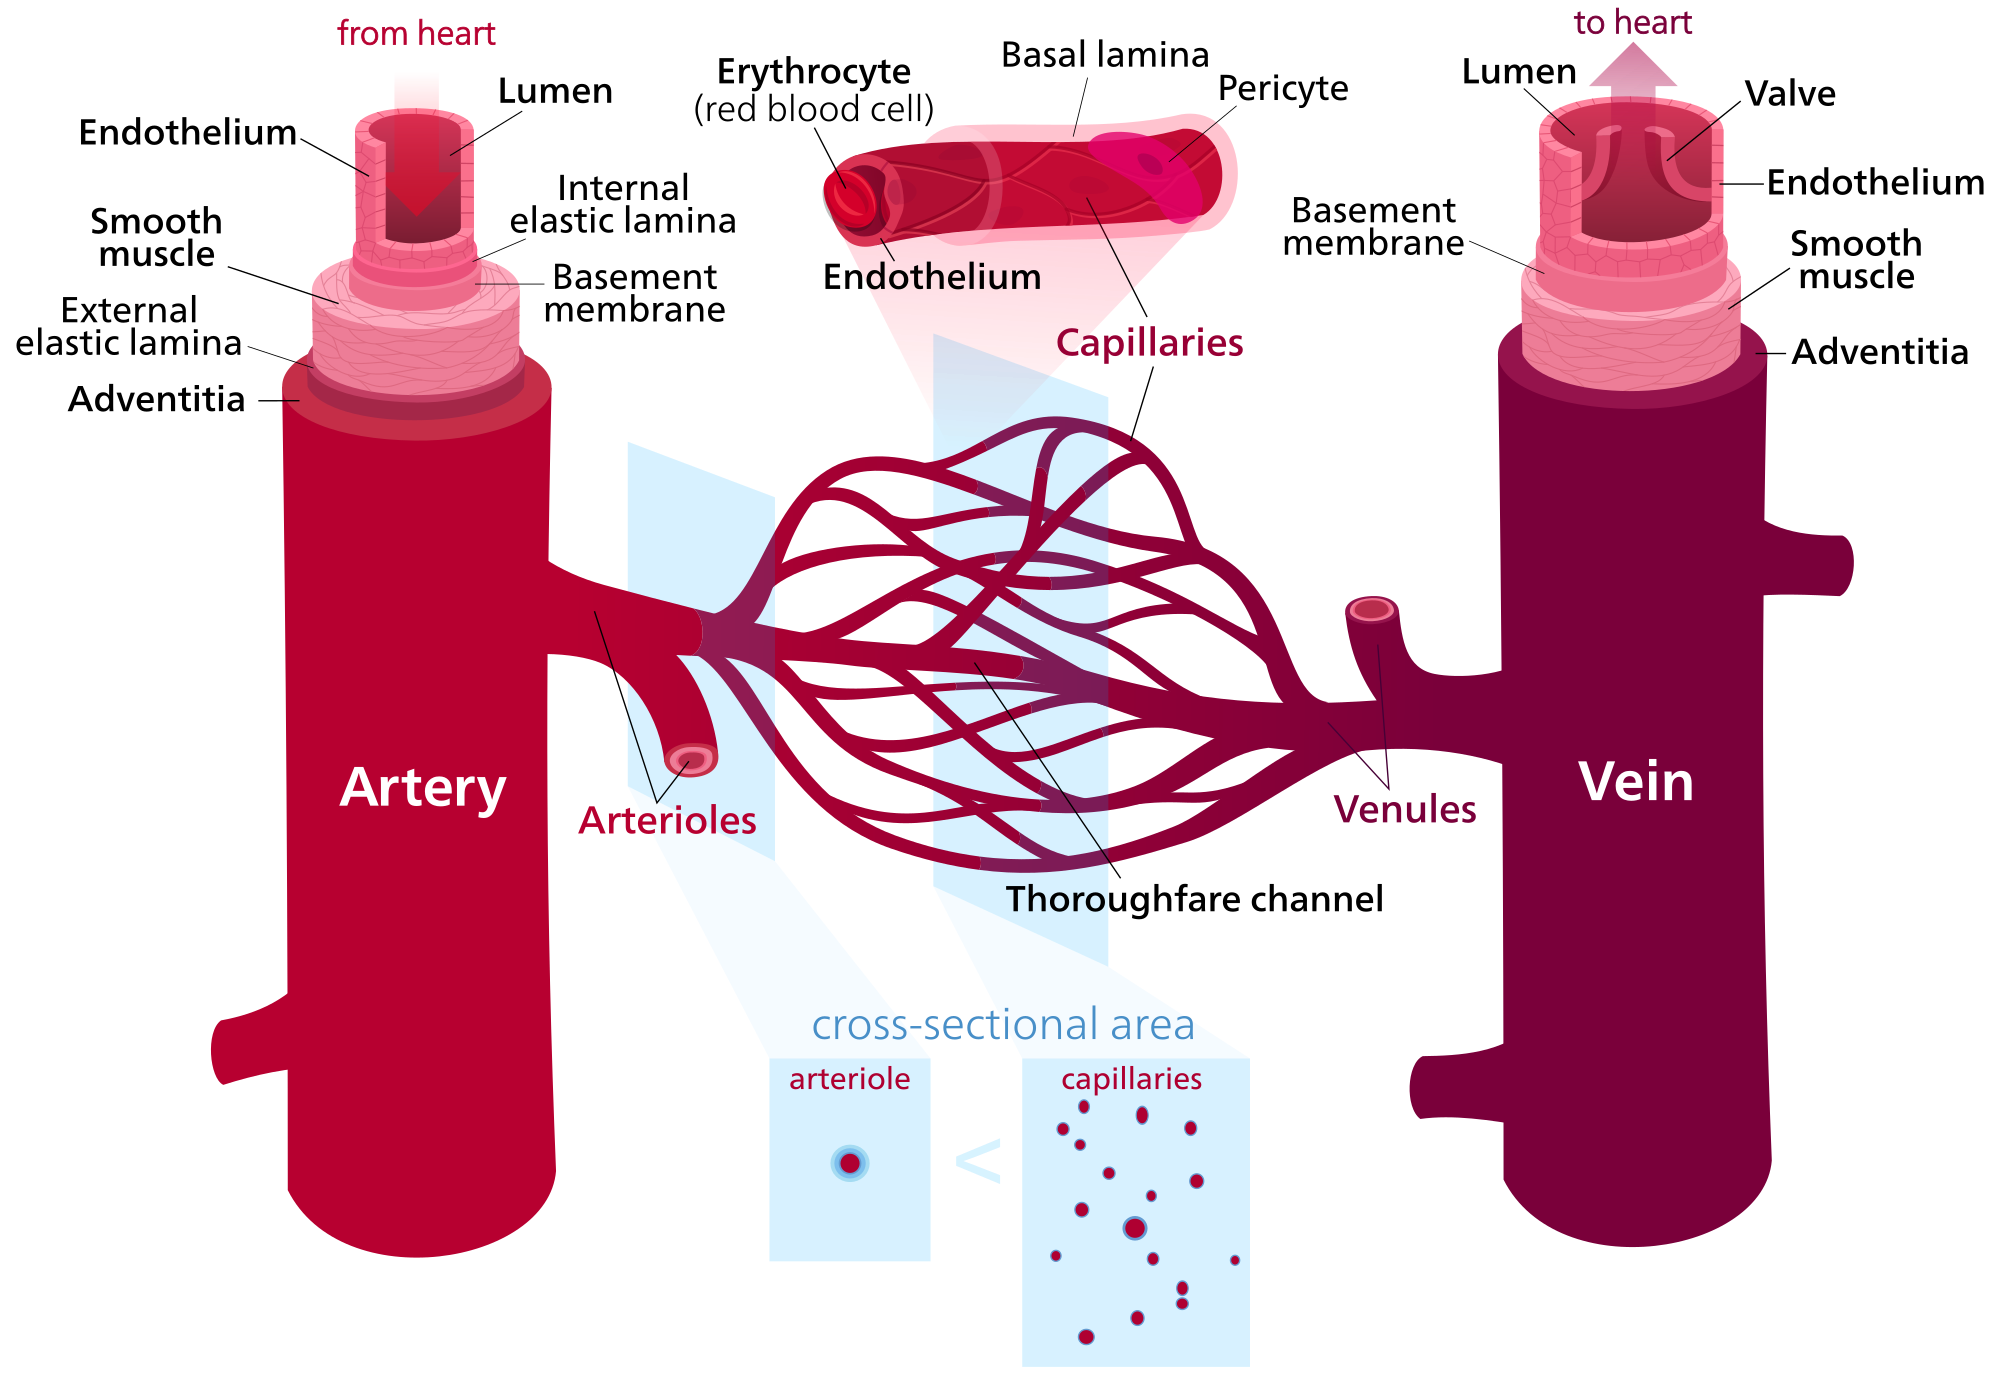 from heart
Lumen
Endothelium
Internal
elastic lamina
Smooth
muscle
Basement
membrane
External
elastic lamina
Adventitia
Erythrocyte
(red blood cell)
Basal lamina
Pericyte
Endothelium
Capillaries
to heart
Lumen
Valve
Endothelium
Basement
membrane
Smooth
muscle
Adventitia
Artery
Arterioles
Thoroughfare channel
Venules
Vein
cross-sectional area
arteriole
<
capillaries